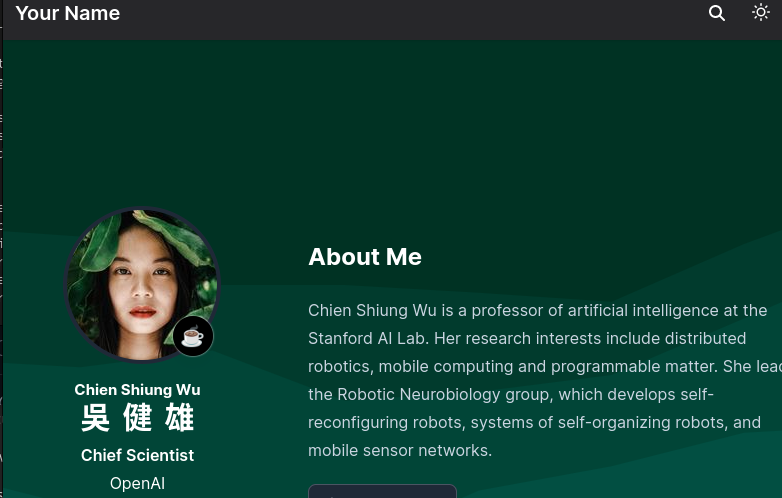 Your Name
Chien Shiung Wu
吳健雄
Chief Scientist
OpenAI
About Me
Chien Shiung Wu is a professor of artificial intelligence at the
Stanford AI Lab. Her research interests include distributed
robotics, mobile computing and programmable matter. She
the Robotic Neurobiology group, which develops self-
reconfiguring robots, systems of self-organizing robots, and
mobile sensor networks.